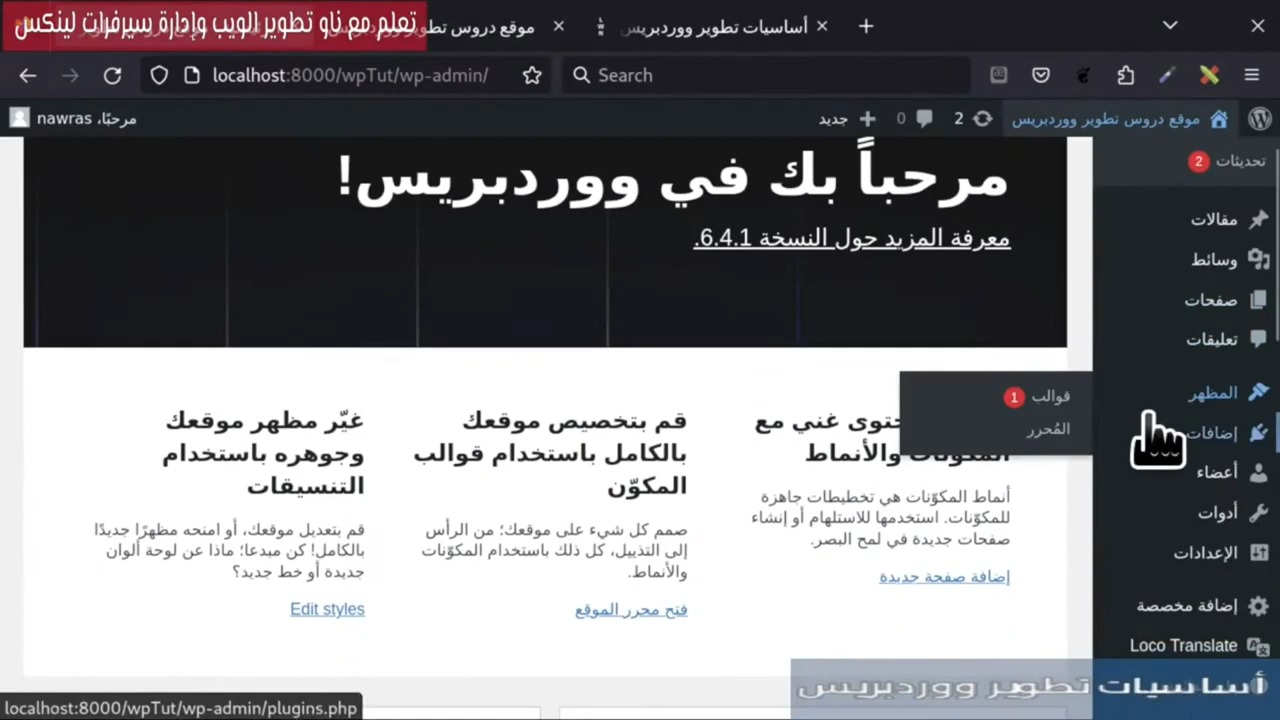 تعلم مع ناو تطوير الويب وإدارة سيرفرات لينكس
موقع دروس تطوير ووردبريس
أساسيات تطوير ووردبريس
localhost:8000/wpTut/wp-admin/
Search
موقع دروس تطوير ووردبريس
2
0
جديد
مرحبًا، nawras
تحديثات 2
مقالات
وسائط
صفحات
تعليقات
المظهر
قوالب 1
المُحرر
إضافات
أعضاء
أدوات
الإعدادات
إضافة مخصصة
Loco Translate
مرحباً بك في ووردبريس!
معرفة المزيد حول النسخة 6.4.1.
توى غني مع
المكونات والأنماط
أنماط المكوّنات هي تخطيطات جاهزة
للمكوّنات. استخدمها للاستلهام أو إنشاء
صفحات جديدة في لمح البصر.
إضافة صفحة جديدة
قم بتخصيص موقعك
بالكامل باستخدام قوالب
المكوّن
صمم كل شيء على موقعك؛ من الرأس
إلى التذييل، كل ذلك باستخدام المكوّنات
والأنماط.
فتح محرر الموقع
غيّر مظهر موقعك
وجوهره باستخدام
التنسيقات
قم بتعديل موقعك، أو امنحه مظهرًا جديدًا
بالكامل! كن مبدعا؛ ماذا عن لوحة ألوان
جديدة أو خط جديد؟
Edit styles
أساسيات تطوير ووردبريس
localhost:8000/wpTut/wp-admin/plugins.php